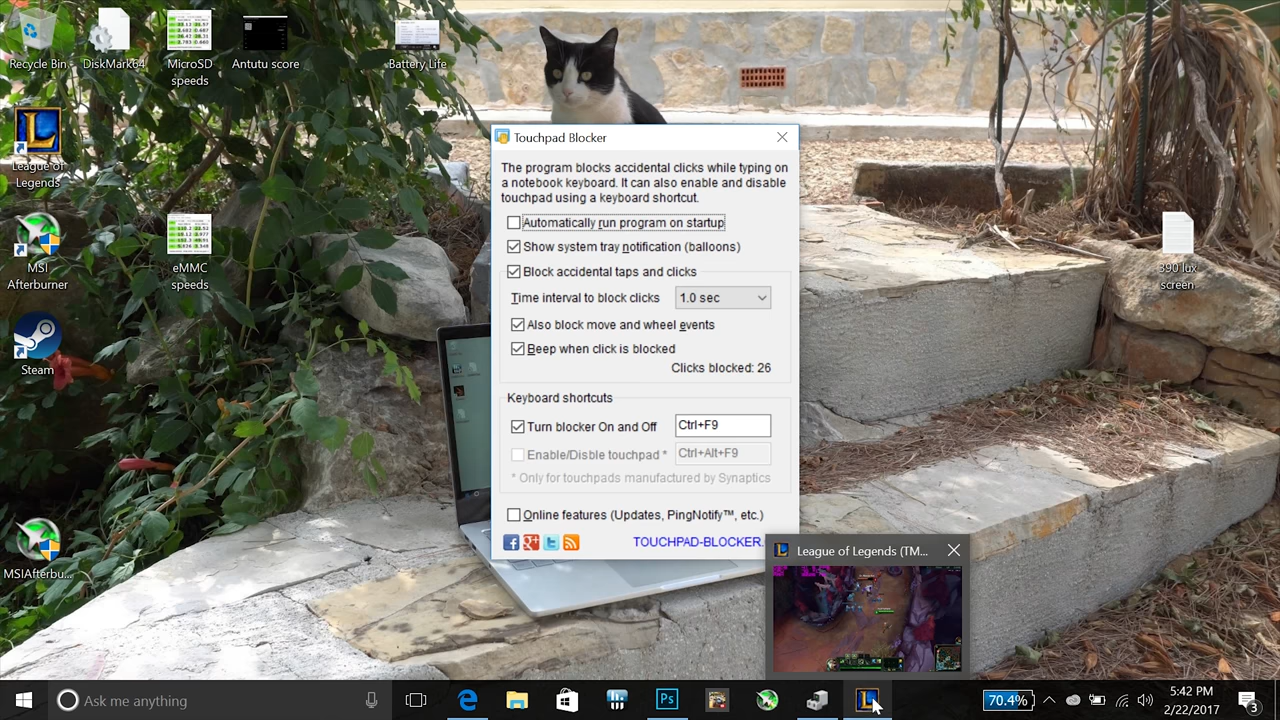 Recycle Bin
DiskMark64
MicroSD
speeds
Antutu score
Battery Life
League of
Legends
MSI
Afterburner
eMMC
speeds
Steam
MSIAfterbu...
390 lux
screen
Touchpad Blocker
The program blocks accidental clicks while typing on
a notebook keyboard. It can also enable and disable
touchpad using a keyboard shortcut.
Automatically run program on startup
Show system tray notification (balloons)
Block accidental taps and clicks
Time interval to block clicks 1.0 sec
Also block move and wheel events
Beep when click is blocked
Clicks blocked: 26
Keyboard shortcuts
Turn blocker On and Off Ctrl+F9
Enable/Disble touchpad * Ctrl+Alt+F9
* Only for touchpads manufactured by Synaptics
Online features (Updates, PingNotify™, etc.)
TOUCHPAD-BLOCKER.
League of Legends (TM...
Ask me anything
70.4%
5:42 PM
2/22/2017
3